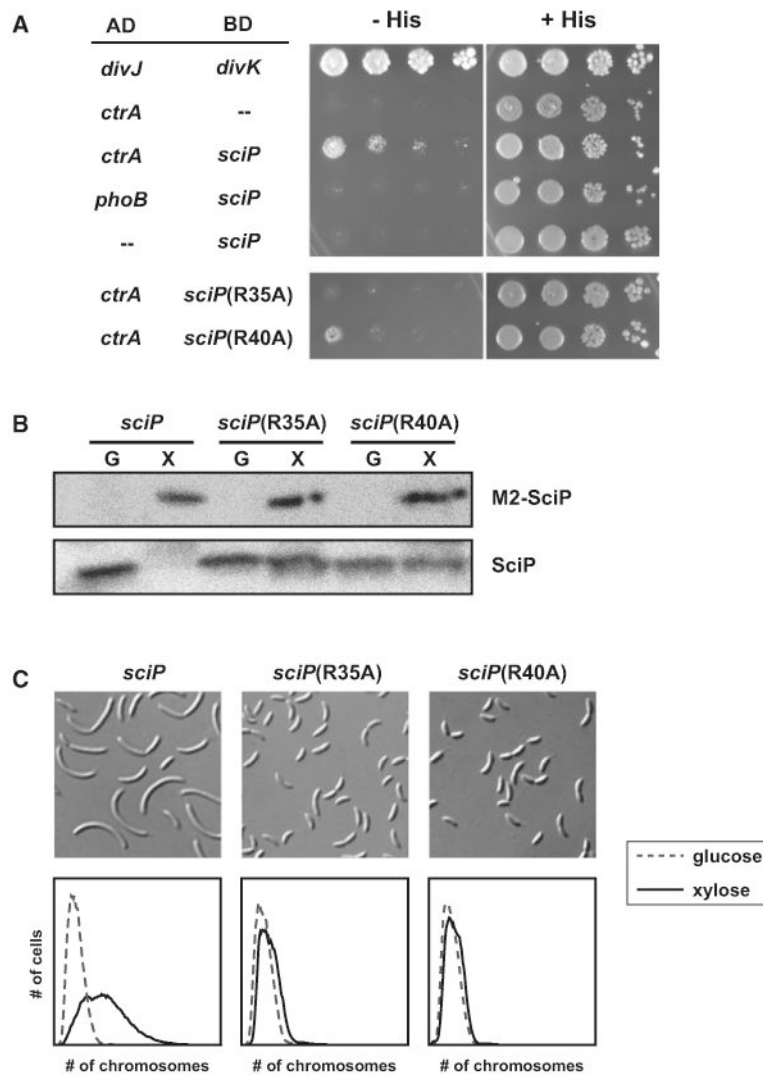 A
AD BD - His + His
divJ divK
ctrA --
ctrA sciP
phoB sciP
-- sciP
ctrA sciP(R35A)
ctrA sciP(R40A)
B
sciP sciP(R35A) sciP(R40A)
G X G X G X
M2-SciP
SciP
C
sciP sciP(R35A) sciP(R40A)
glucose
xylose
# of cells
# of chromosomes # of chromosomes # of chromosomes